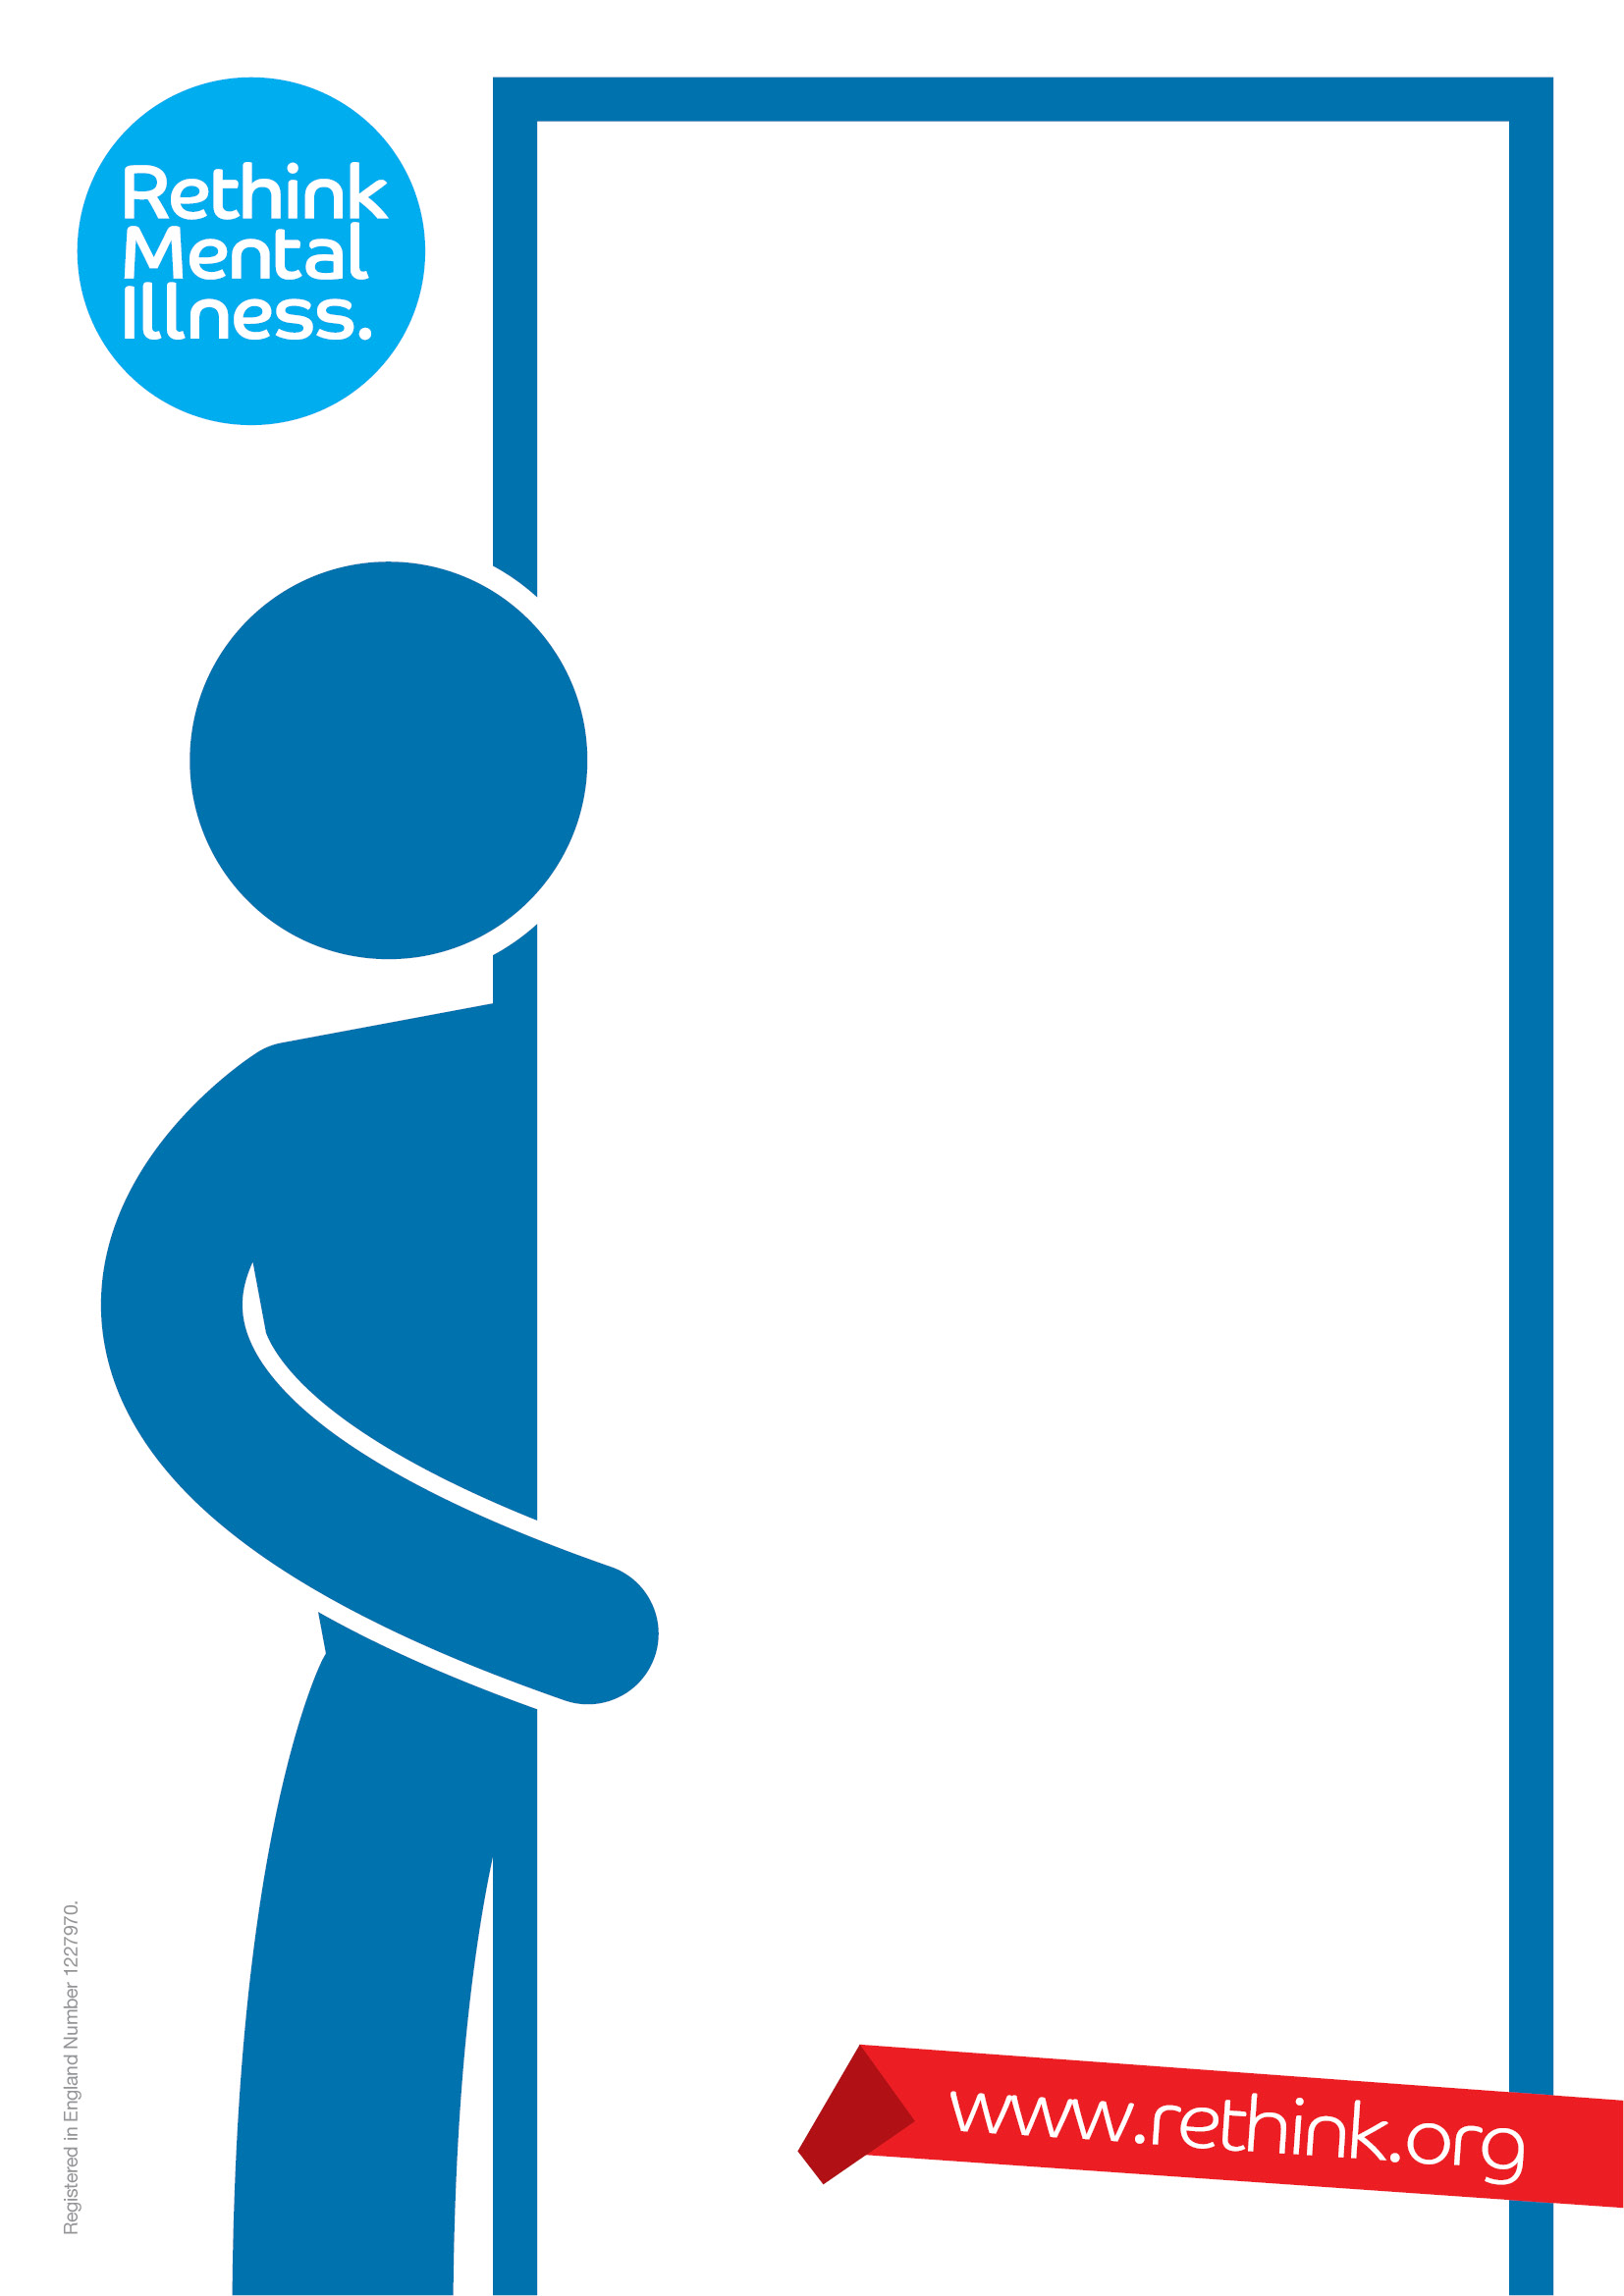 Rethink
Mental
Illness.
Registered in England Number 1227970.
www.rethink.org